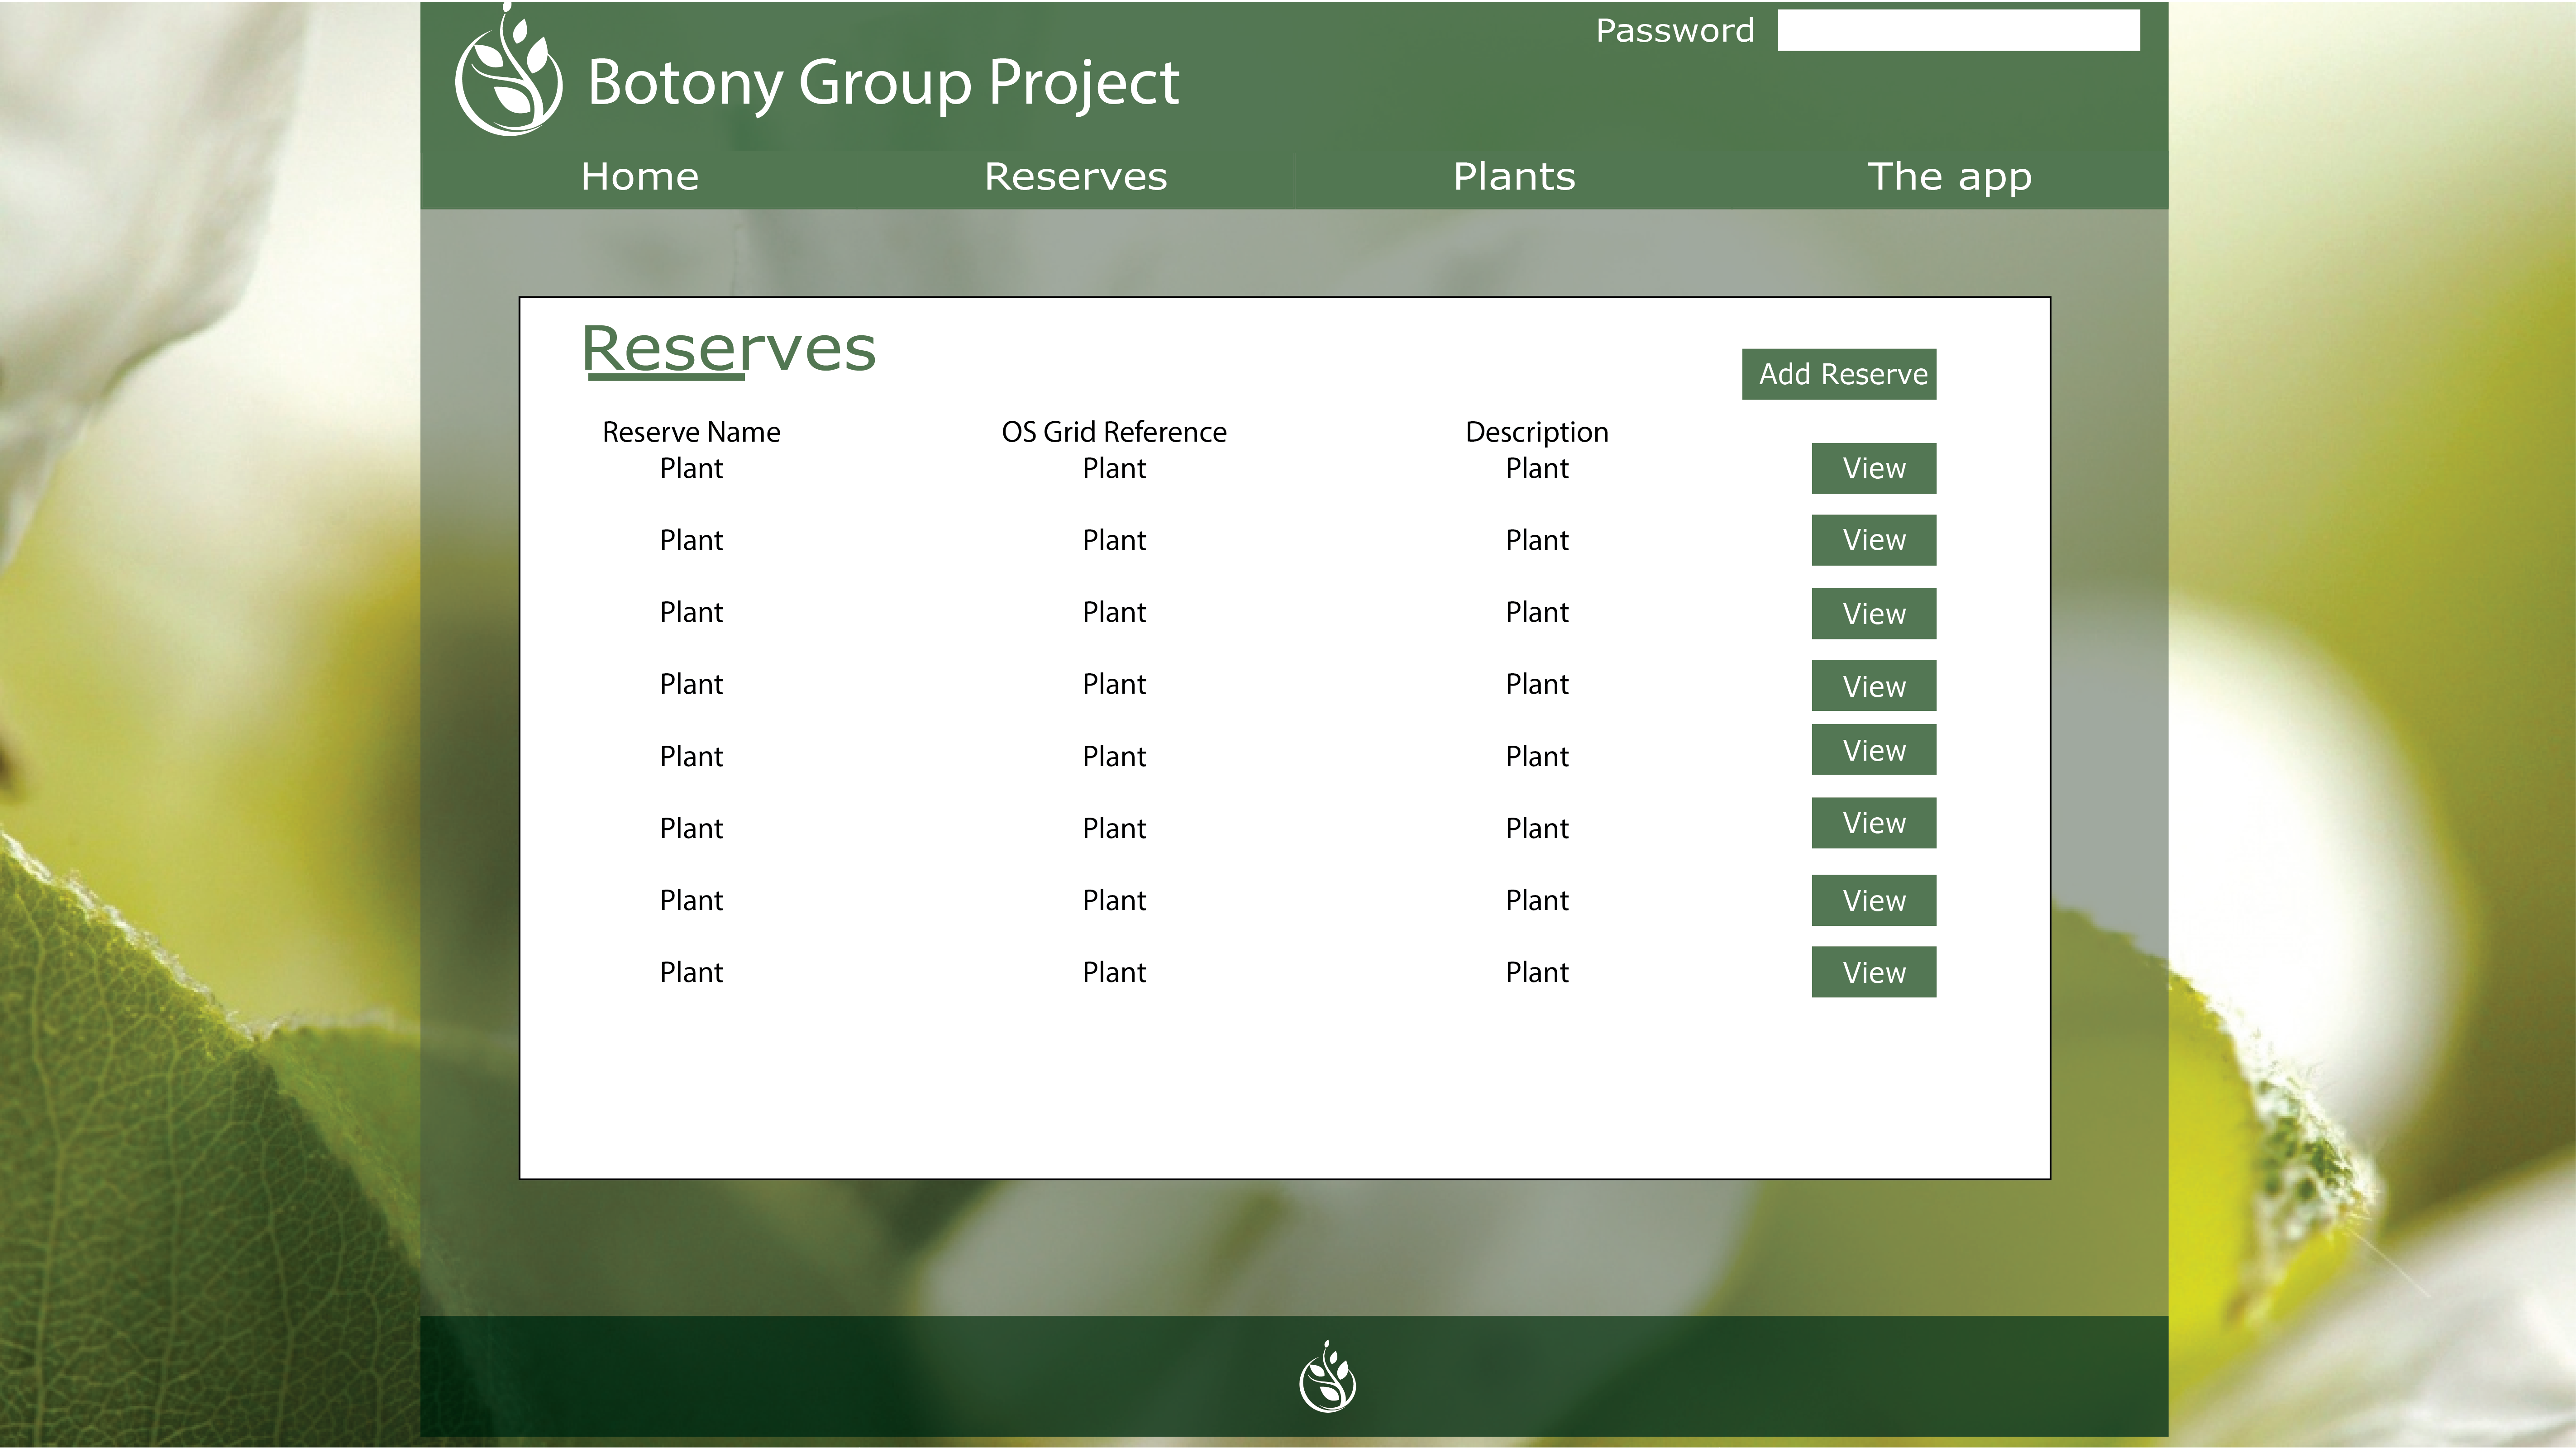 Password
Botony Group Project
Home Reserves Plants The app
Reserves
Add Reserve
Reserve Name OS Grid Reference Description
Plant Plant Plant View
Plant Plant Plant View
Plant Plant Plant View
Plant Plant Plant View
Plant Plant Plant View
Plant Plant Plant View
Plant Plant Plant View
Plant Plant Plant View